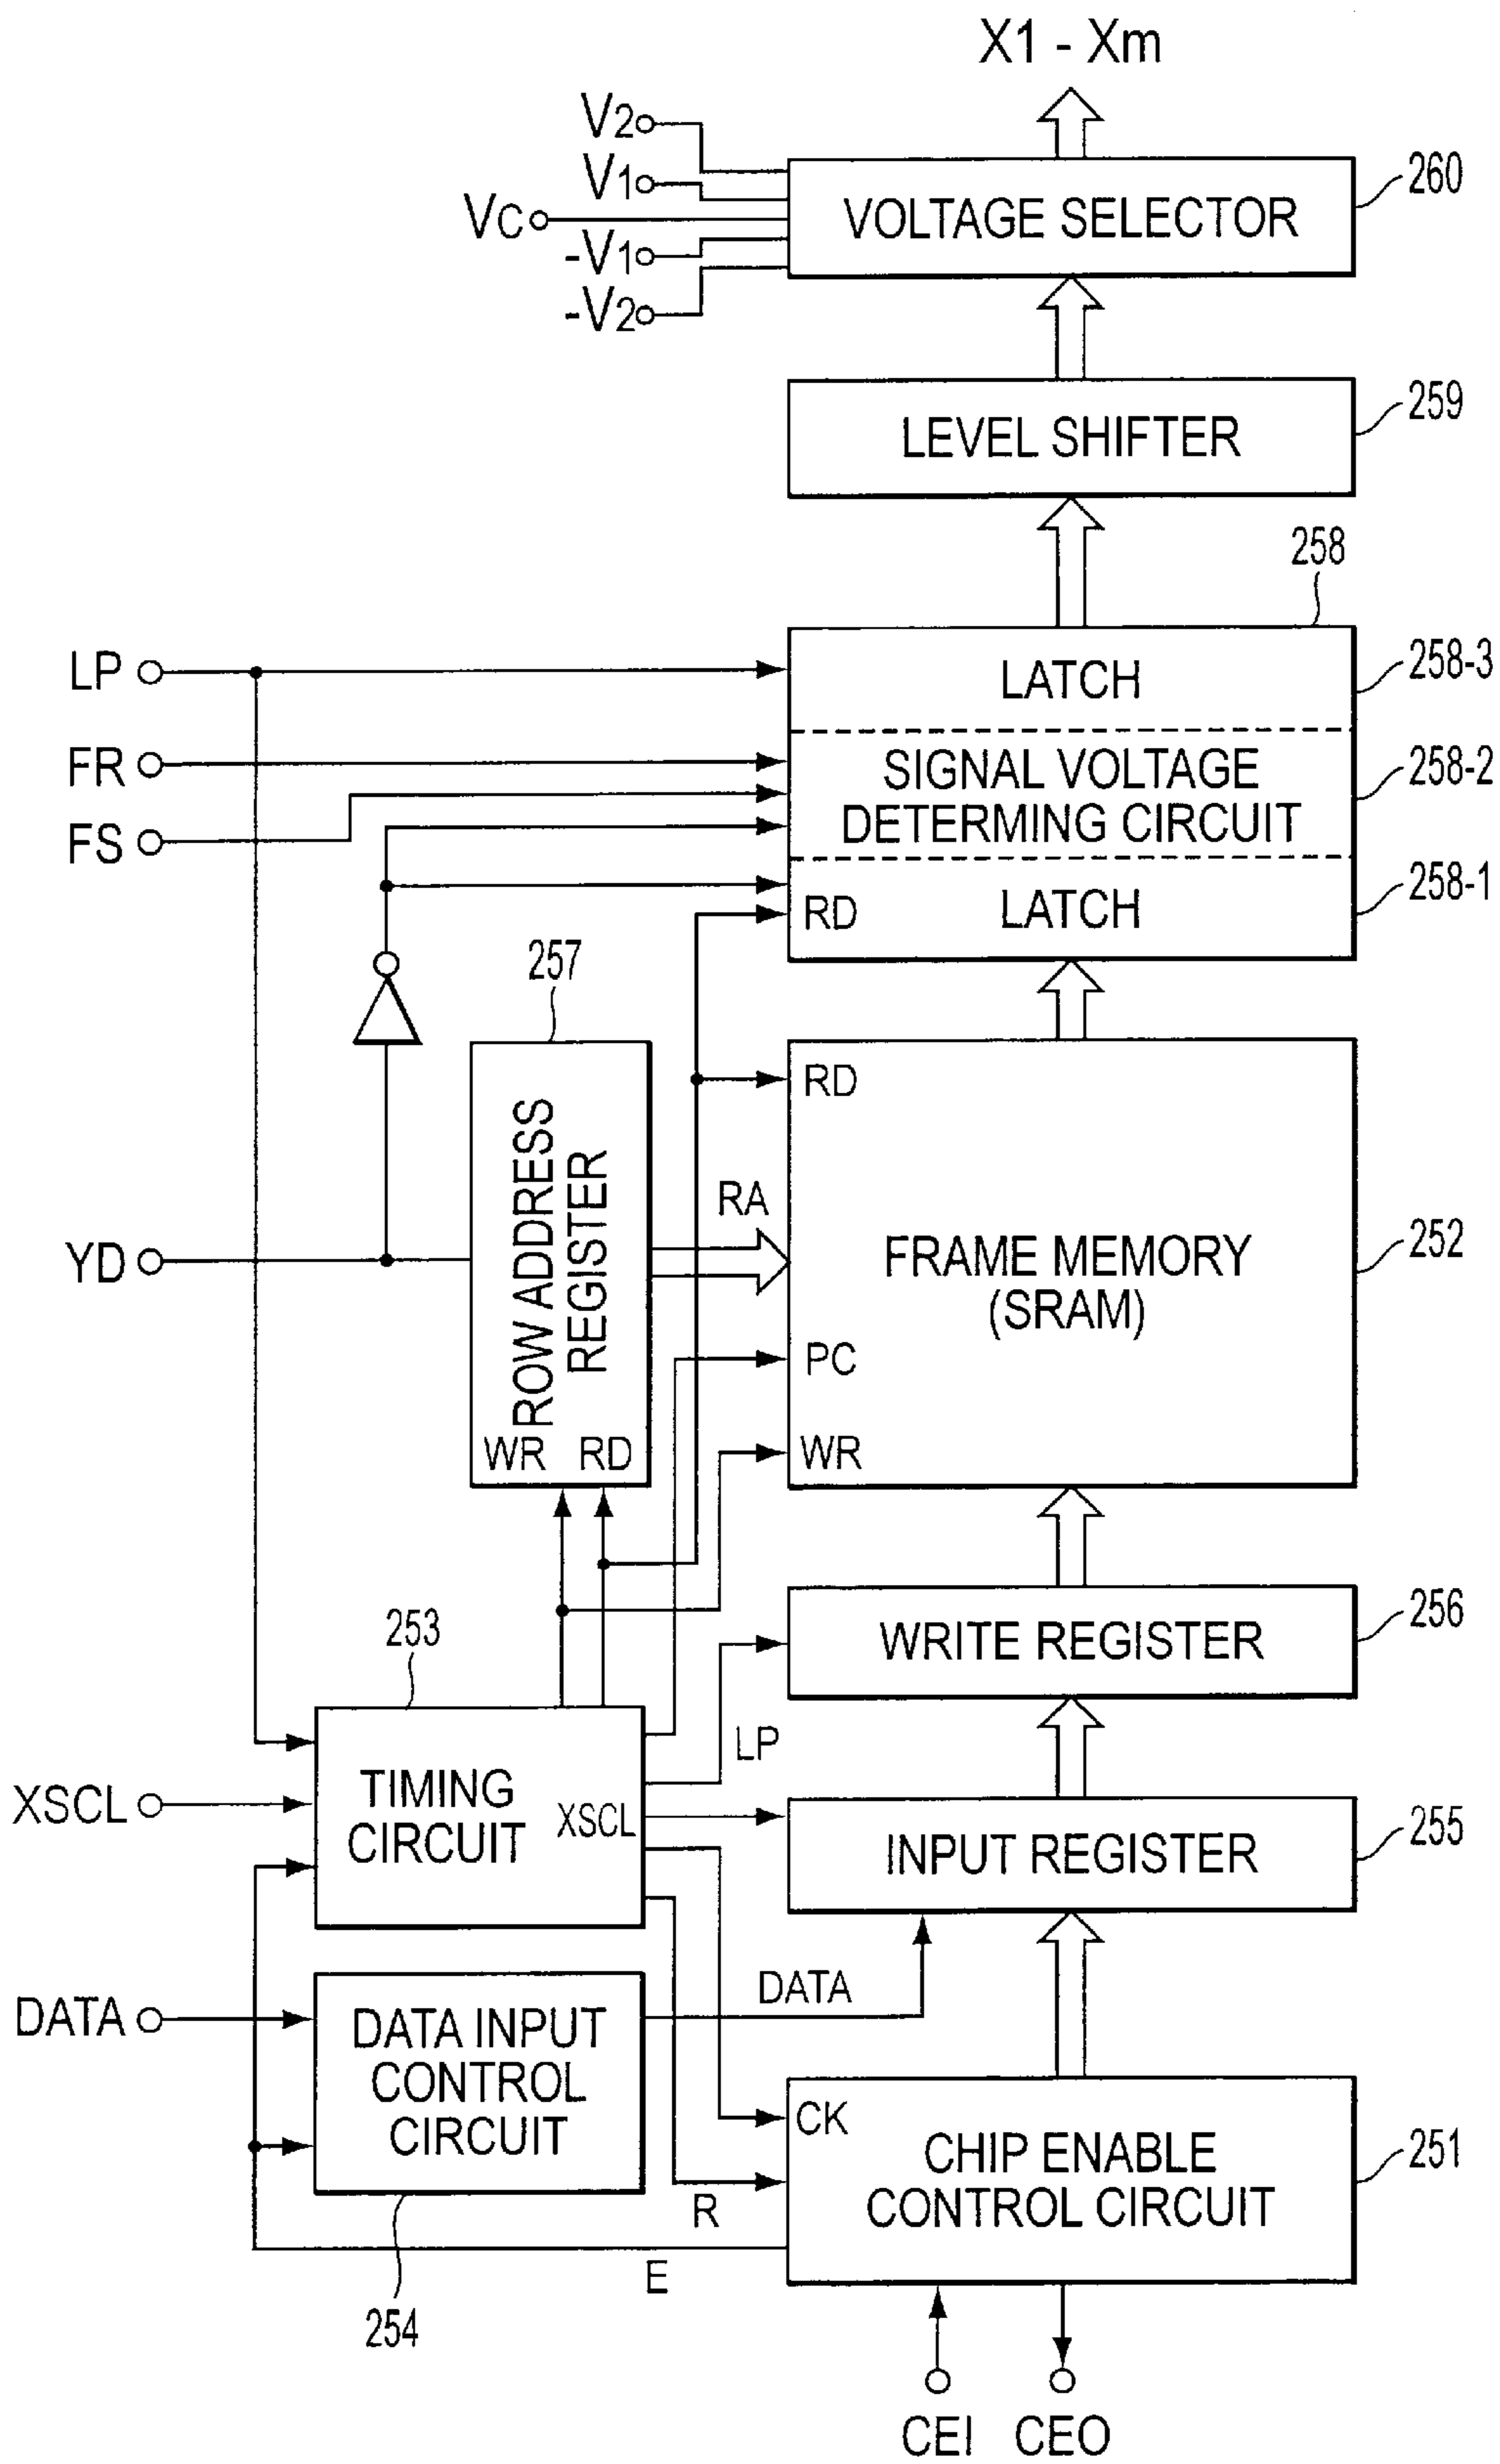 X1 - Xm
V2
V1
VC
-V1
-V2
VOLTAGE SELECTOR
260
LEVEL SHIFTER
259
258
LP
LATCH
258-3
FR
SIGNAL VOLTAGE
DETERMING CIRCUIT
258-2
FS
RD
LATCH
258-1
257
RD
ROW ADDRESS
REGISTER
RA
YD
FRAME MEMORY
(SRAM)
252
PC
WR
RD
WR
253
WRITE REGISTER
256
LP
TIMING
CIRCUIT
XSCL
XSCL
INPUT REGISTER
255
DATA
DATA INPUT
CONTROL
CIRCUIT
DATA
CK
CHIP ENABLE
CONTROL CIRCUIT
251
R
E
254
CEI
CEO